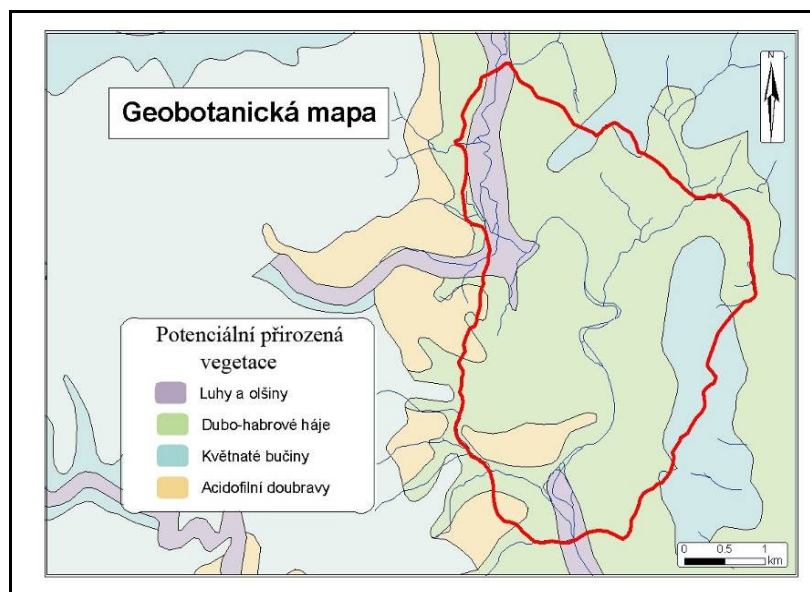 Geobotanická mapa
N
Potenciální přirozená
vegetace
Luhy a olšiny
Dubo-habrové háje
Květnaté bučiny
Acidofilní doubravy
0 0.5 1
km